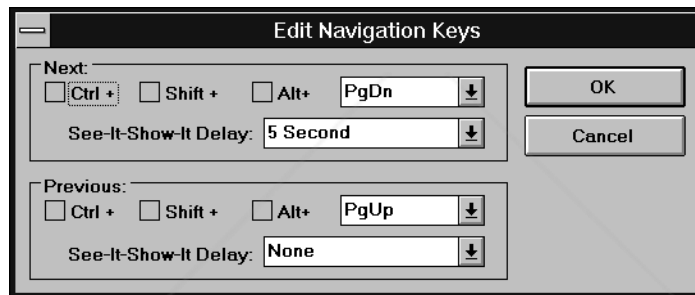 Edit Navigation Keys
Next:
Ctrl + Shift + Alt+ PgDn
See-It-Show-It Delay: 5 Second
Previous:
Ctrl + Shift + Alt+ PgUp
See-It-Show-It Delay: None
OK
Cancel